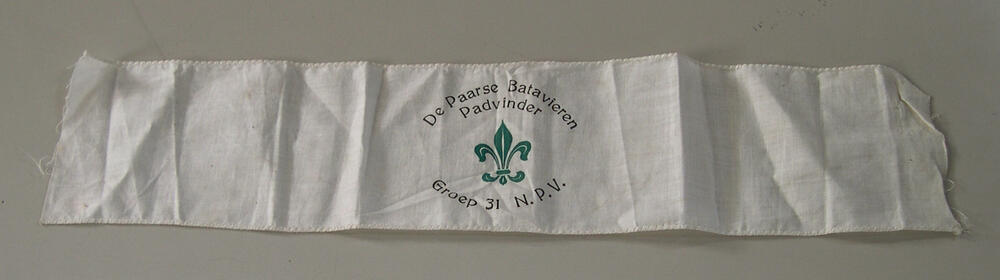 De Paarse Batavieren
Padvinder
Groep 31 N.P.V.